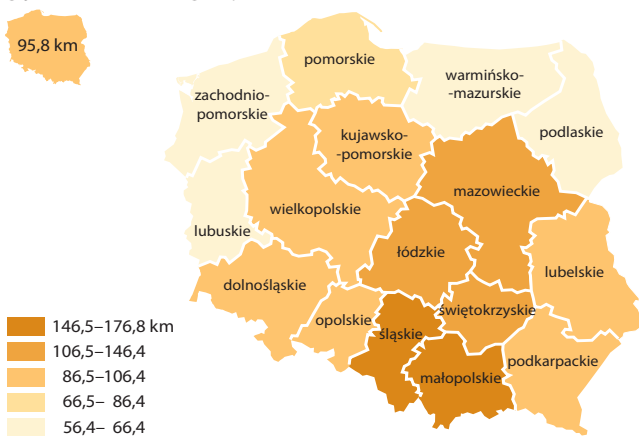 95,8 km
pomorskie
zachodnio-
pomorskie
warmińsko-
-mazurskie
kujawsko-
-pomorskie
podlaskie
mazowieckie
wielkopolskie
lubuskie
łódzkie
lubelskie
dolnośląskie
opolskie
świętokrzyskie
śląskie
podkarpackie
małopolskie
146,5–176,8 km
106,5–146,4
86,5–106,4
66,5– 86,4
56,4– 66,4